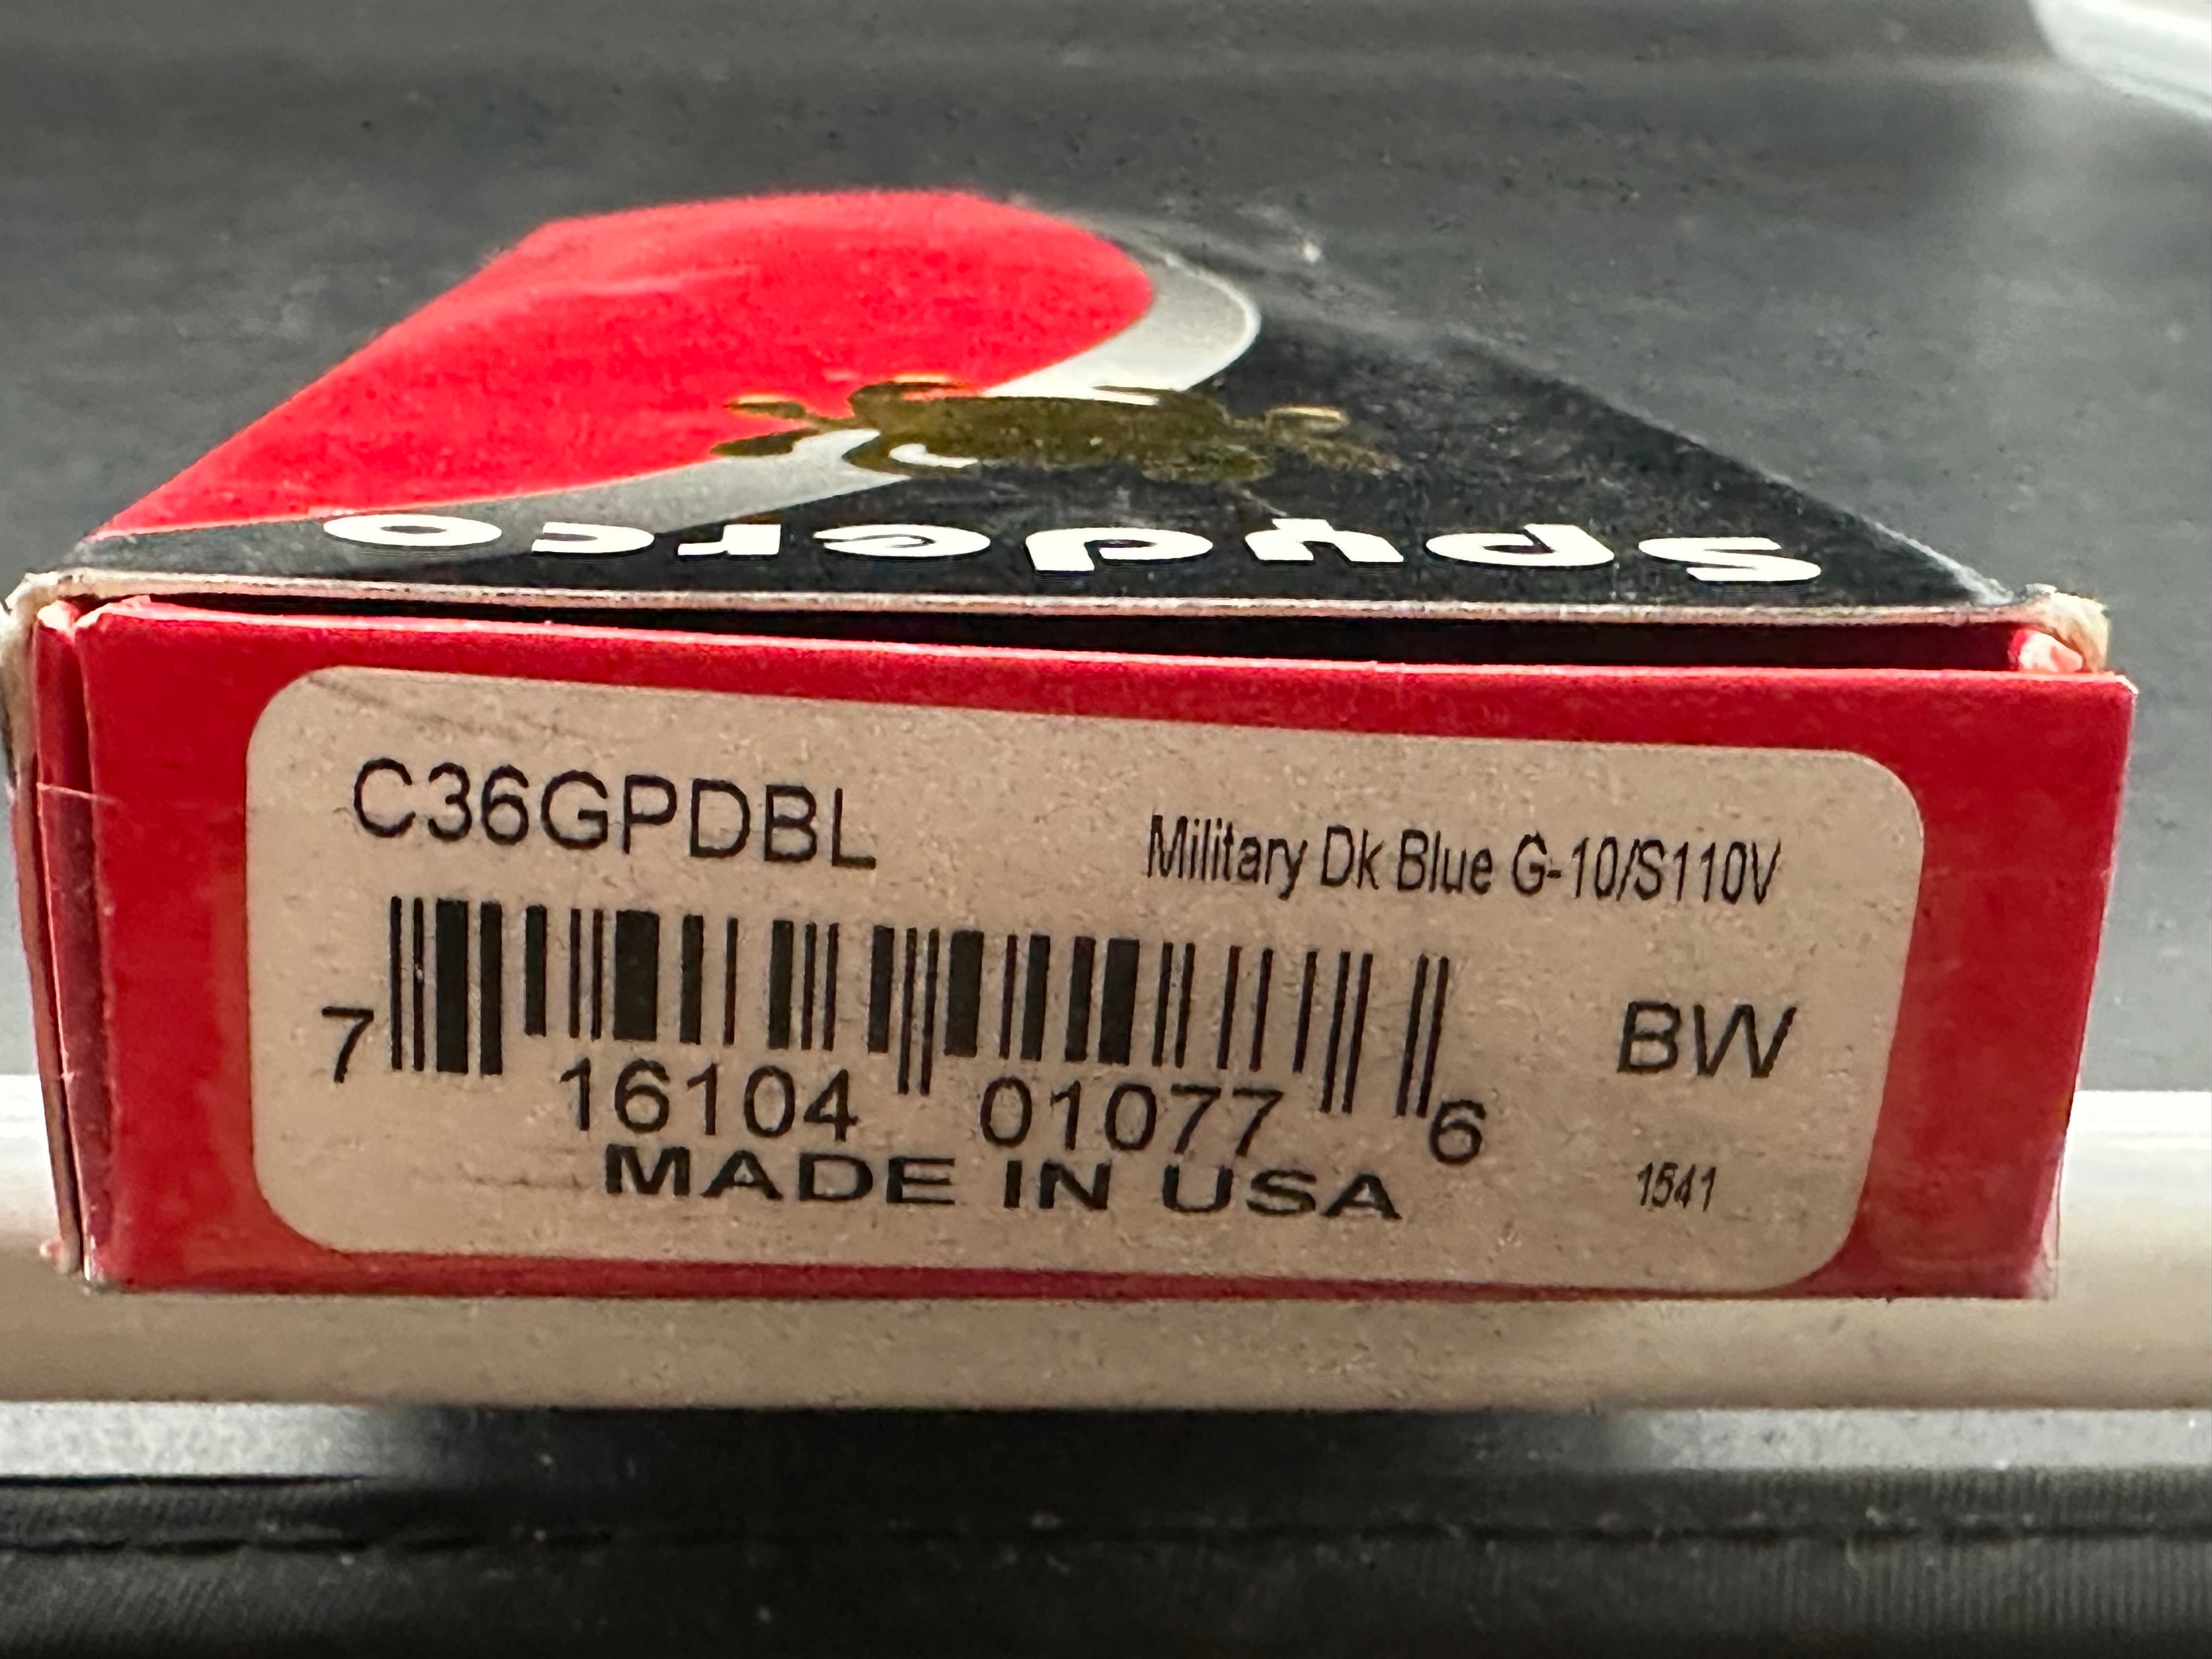 spyderco
C36GPDBL
Military Dk Blue G-10/S110V
7 16104 01077 6
BW
MADE IN USA
1541